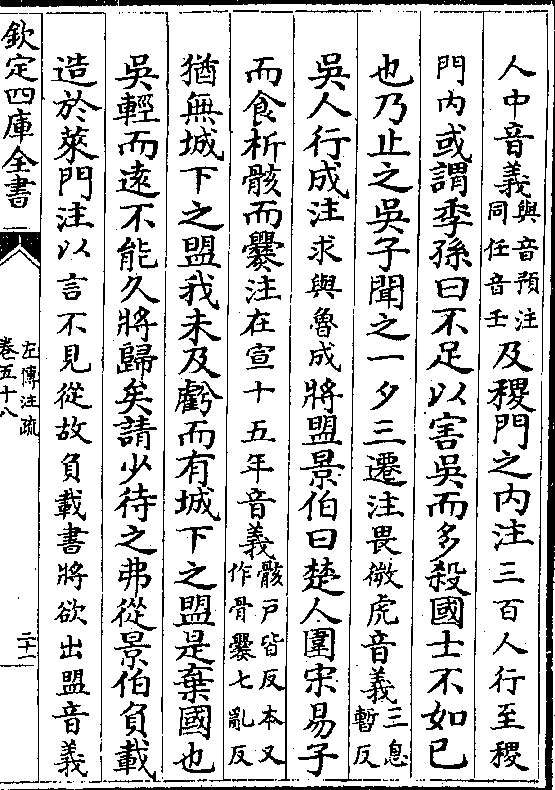 人中音義與音預注同任音壬及稷門之内注三百人行至稷
門内或謂季孫曰不足以害吳而多殺國士不如已
也乃止之吳子聞之一夕三遷注畏微虎音義三息暫反
吳人行成注求與魯成將盟景伯曰楚人圍宋易子
而食析骸而爨注在宣十五年音義骸戸皆反本又作骨爨七亂反
猶無城下之盟我未及虧而有城下之盟是棄國也
吳輕而遠不能久將歸矣請少待之弗從景伯負載
造於萊門注以言不見從故負載書將欲出盟音義
欽定四庫全書
左傳注疏
卷五十八
二十一